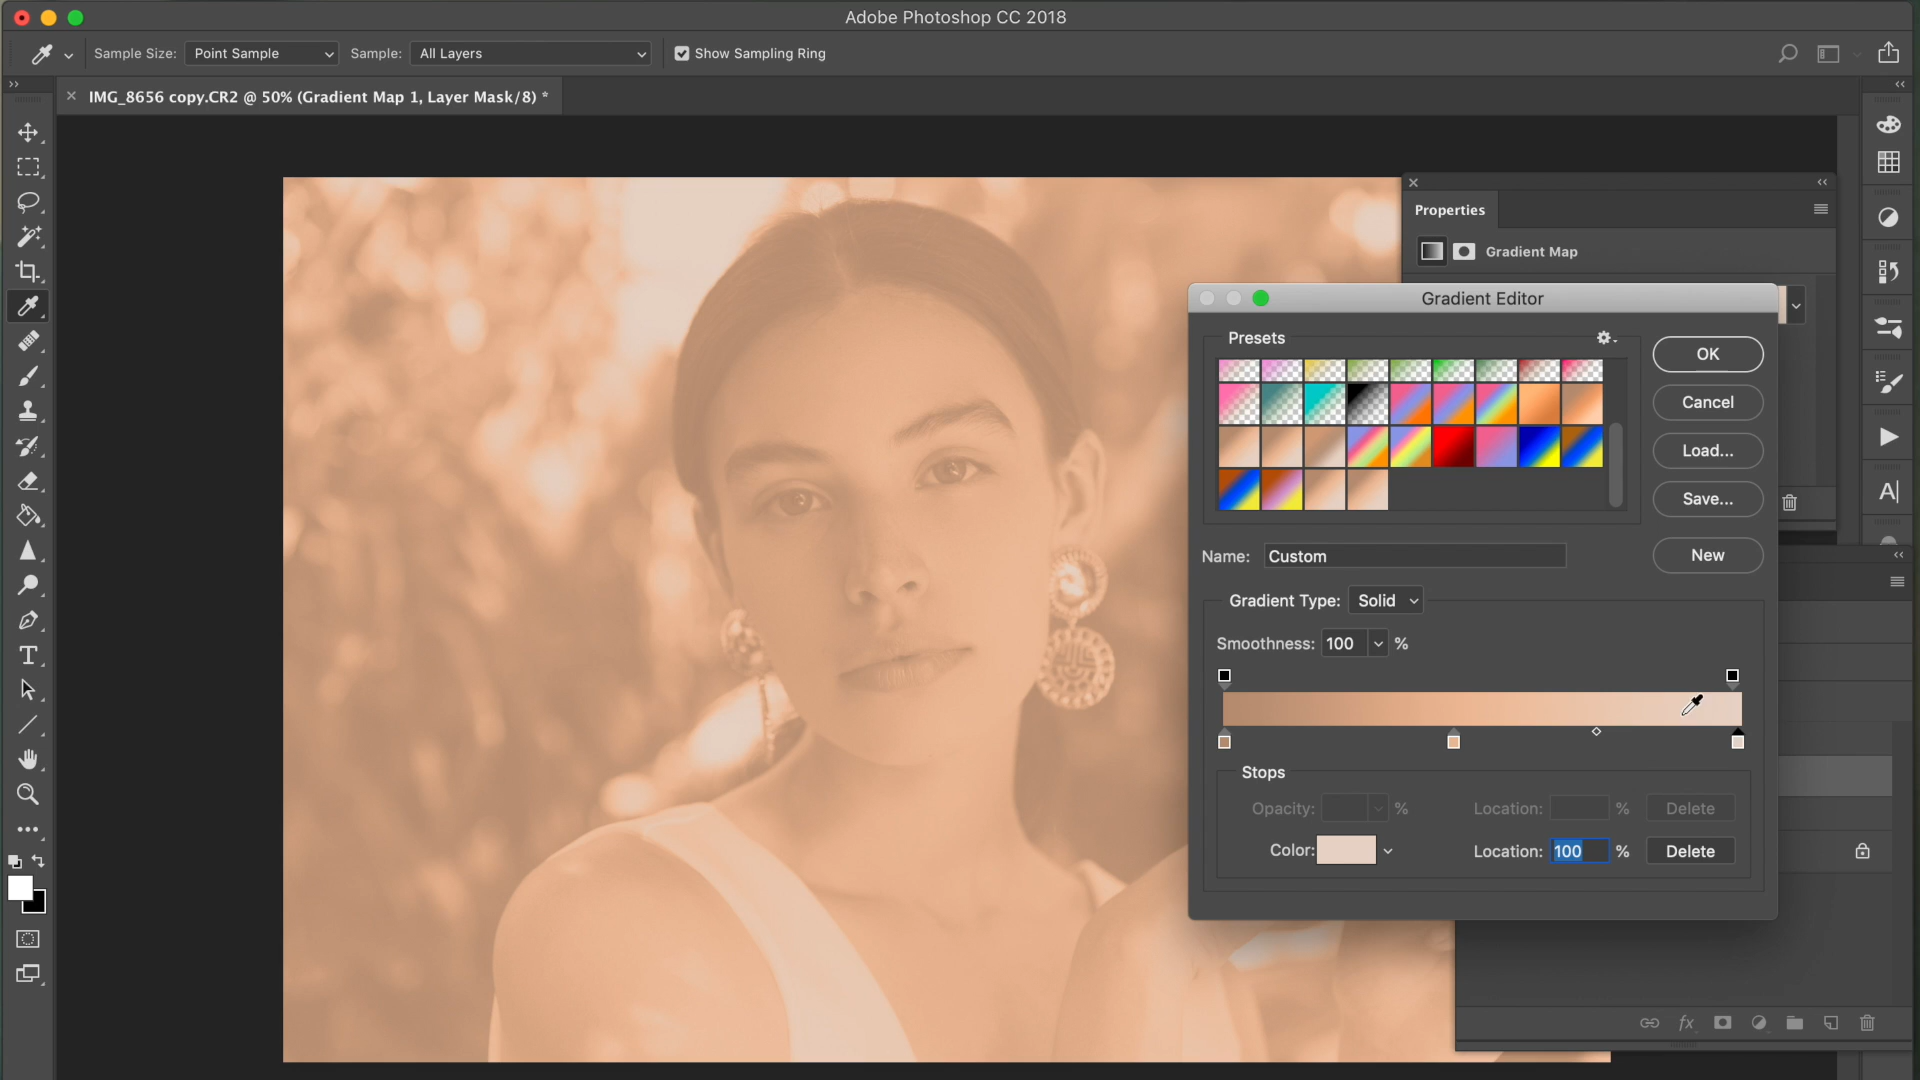 Adobe Photoshop CC 2018
Sample Size: Point Sample Sample: All Layers Show Sampling Ring
IMG_8656 copy.CR2 @ 50% (Gradient Map 1, Layer Mask/8) *
Properties
Gradient Map
Gradient Editor
Presets
OK
Cancel
Load...
Save...
Name: Custom
New
Gradient Type: Solid
Smoothness: 100 %
Stops
Opacity: % Location: % Delete
Color: Location: 100 % Delete
fx